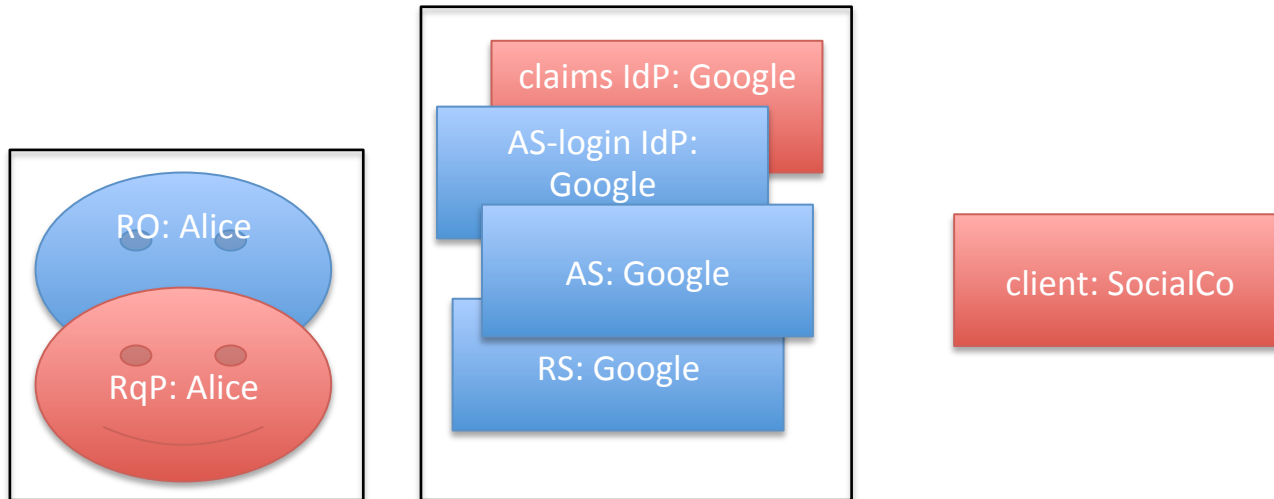 RO: Alice
RqP: Alice
claims IdP: Google
AS-login IdP:
Google
AS: Google
RS: Google
client: SocialCo